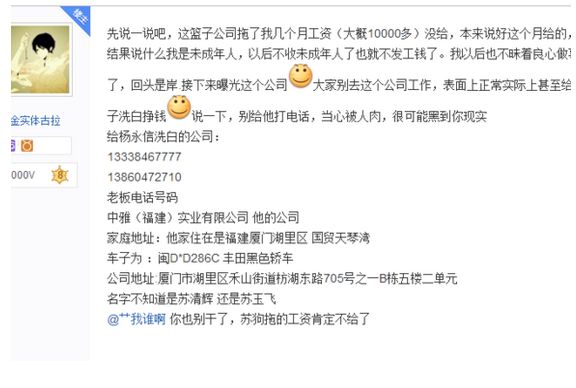 楼主
先说一说吧，这篮子公司拖了我几个月工资（大概10000多）没给，本来说好这个月给的，
结果说什么我是未成年人，以后不收未成年人了也就不发工钱了。我以后也不昧着良心做事
了，回头是岸.接下来曝光这个公司 大家别去这个公司工作，表面上正常实际上甚至给
子洗白挣钱 说一下，别给他打电话，当心被人肉，很可能黑到你现实
给杨永信洗白的公司：
13338467777
13860472710
老板电话号码
中雅（福建）实业有限公司 他的公司
家庭地址：他家住在是福建厦门湖里区 国贸天琴湾
车子为 ：闽D*D286C 丰田黑色轿车
公司地址:厦门市湖里区禾山街道枋湖东路705号之一B栋五楼二单元
名字不知道是苏清辉 还是苏玉飞
@艹我谁啊 你也别干了，苏狗拖的工资肯定不给了
金实体古拉
000V
8